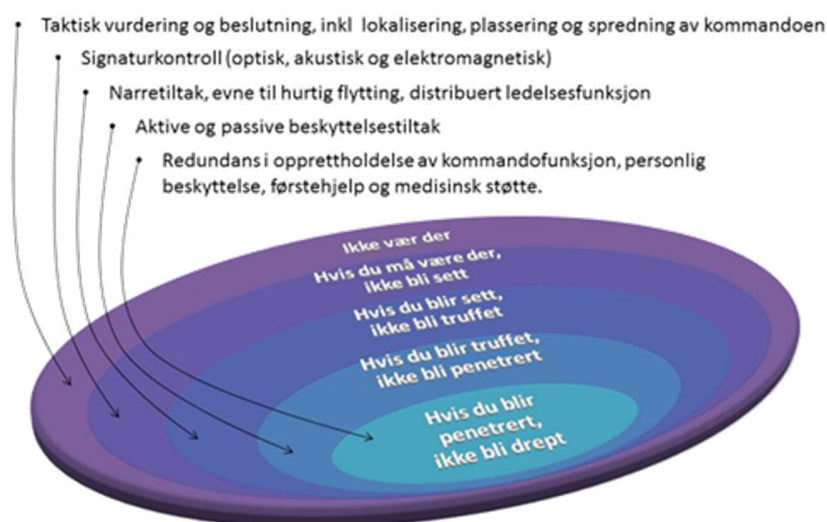 Taktisk vurdering og beslutning, inkl lokalisering, plassering og spredning av kommandoen
Signaturkontroll (optisk, akustisk og elektromagnetisk)
Narretiltak, evne til hurtig flytting, distribuert ledelsesfunksjon
Aktive og passive beskyttelsestiltak
Redundans i opprettholdelse av kommandofunksjon, personlig
beskyttelse, førstehjelp og medisinsk støtte.
Ikke vær der
Hvis du må være der,
ikke bli sett
Hvis du blir sett,
ikke bli truffet
Hvis du blir truffet,
ikke bli penetrert
Hvis du blir
penetrert,
ikke bli drept